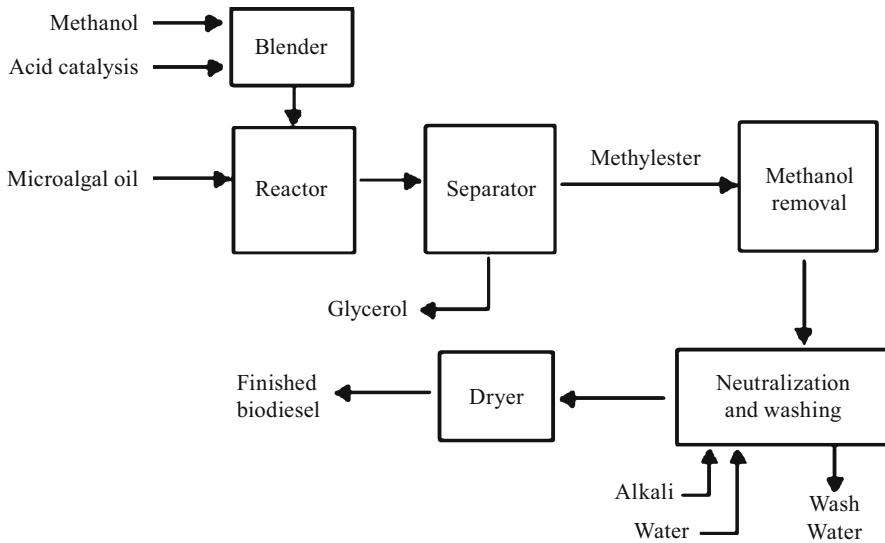 Methanol
Blender
Acid catalysis
Microalgal oil
Reactor
Separator
Methylester
Methanol
removal
Glycerol
Finished
biodiesel
Dryer
Neutralization
and washing
Alkali
Water
Wash
Water